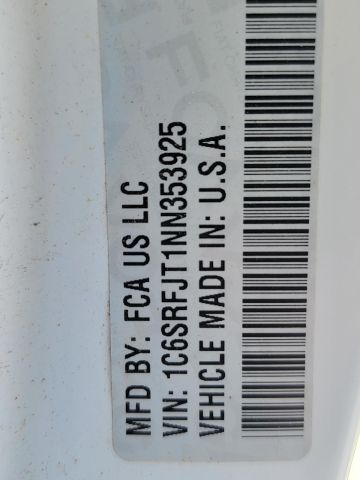 MFD BY: FCA US LLC
VIN: 1C6SRFJT1NN353925
VEHICLE MADE IN: U.S.A.